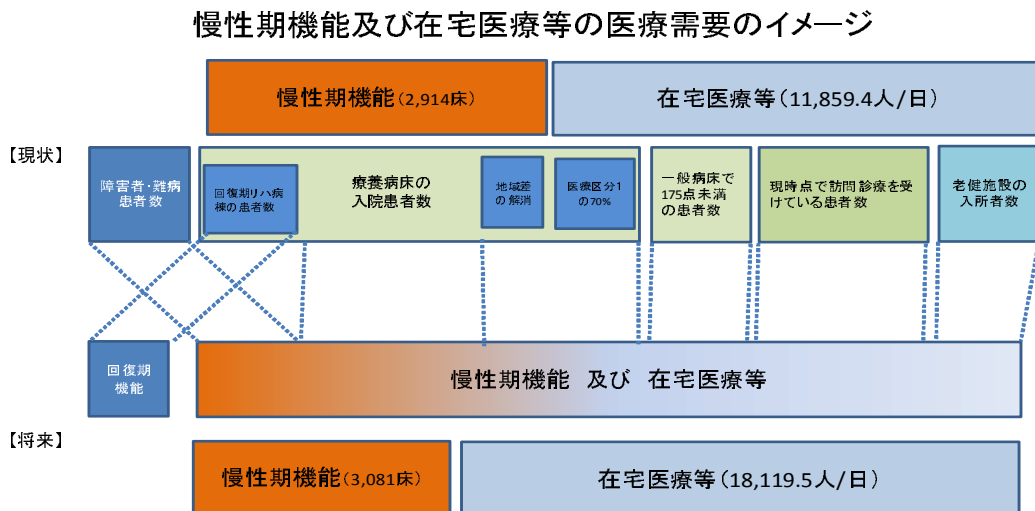 慢性期機能及び在宅医療等の医療需要のイメージ
慢性期機能(2,914床)
在宅医療等(11,859.4人/日)
【現状】
障害者・難病
患者数
回復期リハ病
棟の患者数
療養病床の
入院患者数
地域差
の解消
医療区分1
の70%
一般病床で
175点未満
の患者数
現時点で訪問診療を受
けている患者数
老健施設の
入所者数
回復期
機能
慢性期機能 及び 在宅医療等
【将来】
慢性期機能(3,081床)
在宅医療等(18,119.5人/日)